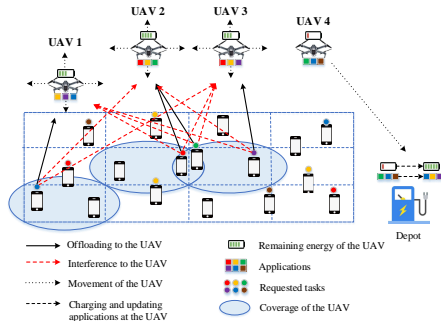 UAV 2
UAV 3
UAV 4
UAV 1
Depot
Offloading to the UAV
Interference to the UAV
Movement of the UAV
Charging and updating
applications at the UAV
Remaining energy of the UAV
Applications
Requested tasks
Coverage of the UAV